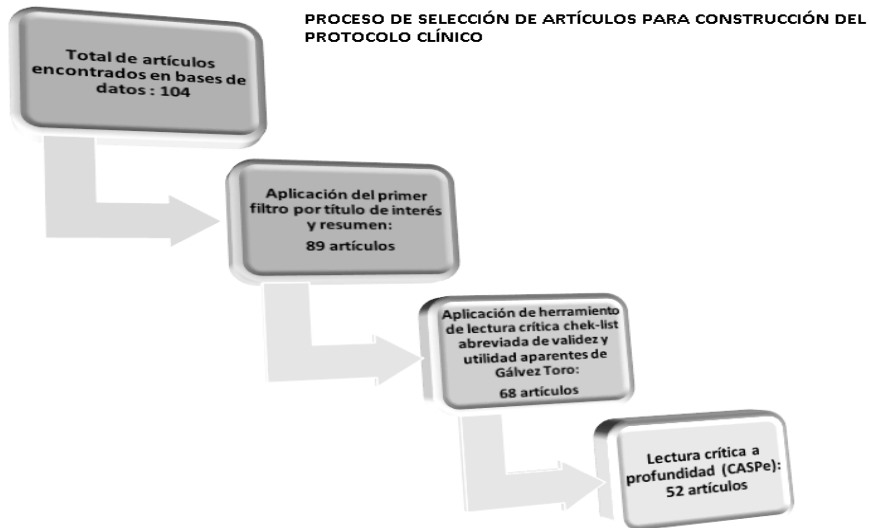 PROCESO DE SELECCIÓN DE ARTÍCULOS PARA CONSTRUCCIÓN DEL
PROTOCOLO CLÍNICO
Total de artículos
encontrados en bases de
datos : 104
Aplicación del primer
filtro por título de interés
y resumen:
89 artículos
Aplicación de herramiento
de lectura crítica chek-list
abreviada de validez y
utilidad aparentes de
Gálvez Toro:
68 artículos
Lectura crítica a
profundidad (CASPe):
52 artículos